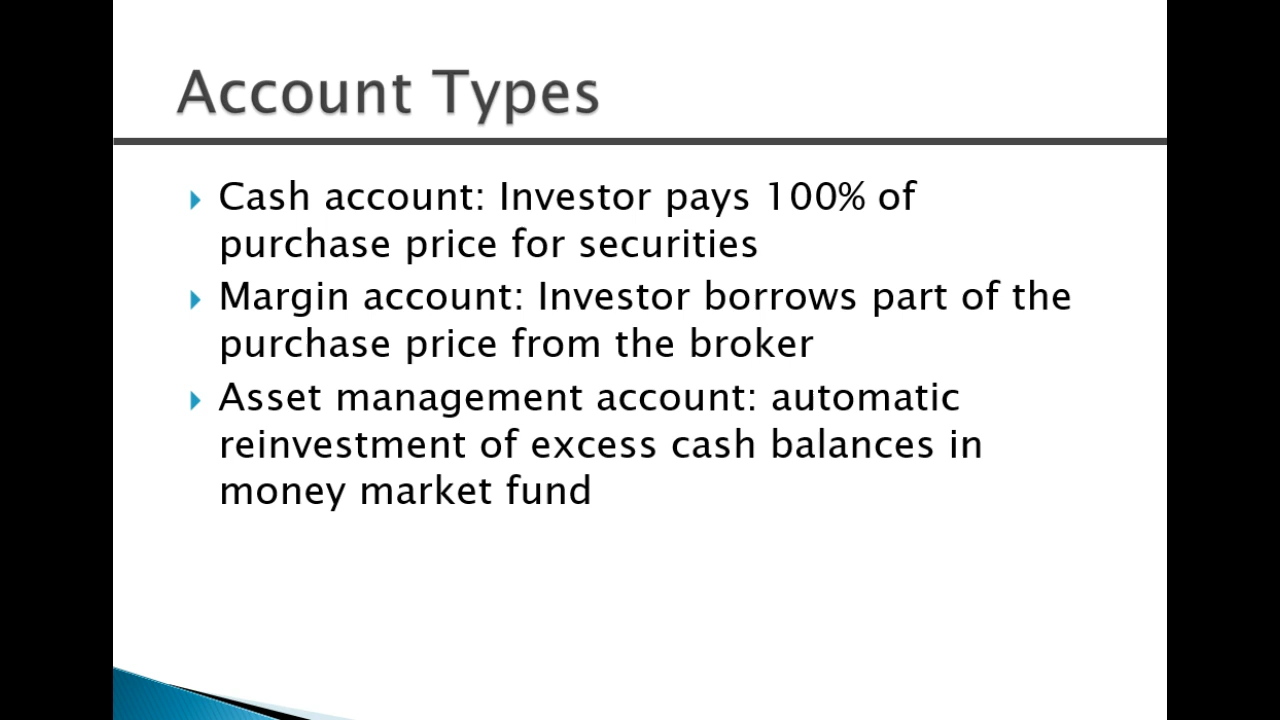 Account Types
Cash account: Investor pays 100% of
purchase price for securities
Margin account: Investor borrows part of the
purchase price from the broker
Asset management account: automatic
reinvestment of excess cash balances in
money market fund